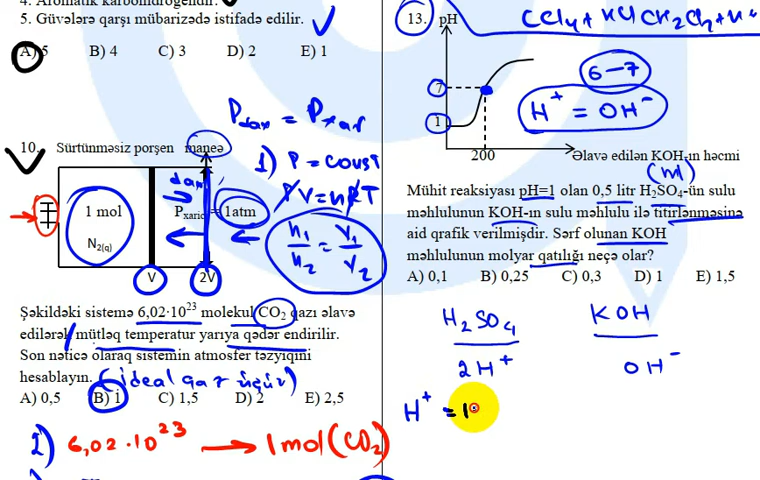 4. Aromatik karbohidrogendir.
5. Güvələrə qarşı mübarizədə istifadə edilir.
A) 5 B) 4 C) 3 D) 2 E) 1
10. Sürtünməsiz porşen maneə
1 mol
N2(q)
dax
Pxarici=1atm
V 2V
Pdax = Pxar
1) P = const
PV=nRT
n1/n2 = V1/V2
Şəkildəki sistemə 6,02·10²³ molekul CO₂ qazı əlavə
edilərək mütləq temperatur yarıya qədər endirilir.
Son nəticə olaraq sistemin atmosfer təzyiqini
hesablayın. (ideal qaz üçün)
A) 0,5 B) 1 C) 1,5 D) 2 E) 2,5
2) 6,02·10²³ → 1mol(CO₂)
13. pH
7
1
200
6–7
H⁺ = OH⁻
Əlavə edilən KOH-ın həcmi
(ml)
Mühit reaksiyası pH=1 olan 0,5 litr H₂SO₄-ün sulu
məhlulunun KOH-ın sulu məhlulu ilə titirlənməsinə
aid qrafik verilmişdir. Sərf olunan KOH
məhlulunun molyar qatılığı neçə olar?
A) 0,1 B) 0,25 C) 0,3 D) 1 E) 1,5
H₂SO₄ KOH
2H⁺ OH⁻
H⁺ = 10